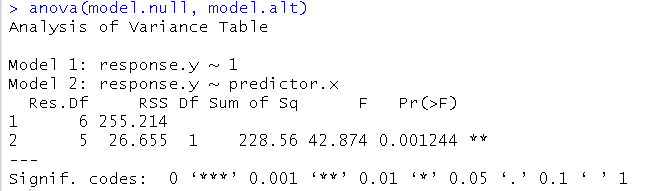 > anova(model.null, model.alt)
Analysis of Variance Table

Model 1: response.y ~ 1
Model 2: response.y ~ predictor.x
  Res.Df     RSS Df Sum of Sq      F   Pr(>F)
1      6 255.214
2      5  26.655  1    228.56 42.874 0.001244 **
---
Signif. codes:  0 ‘***’ 0.001 ‘**’ 0.01 ‘*’ 0.05 ‘.’ 0.1 ‘ ’ 1